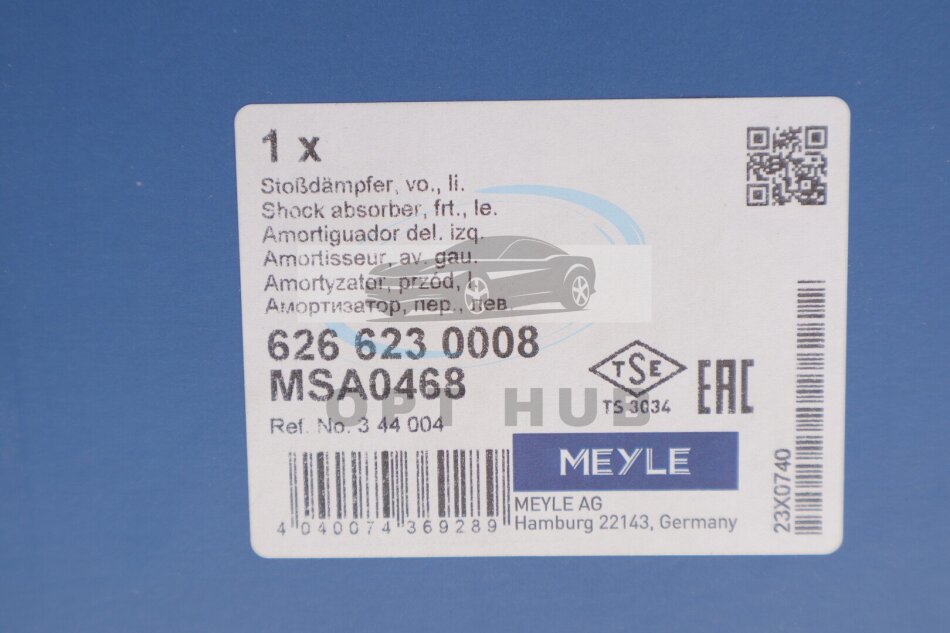 1 x
Stoßdämpfer, vo., li.
Shock absorber, frt., le.
Amortiguador del. izq.
Amortisseur, av. gau.
Amortyzator, przód, l.
Амортизатор, пер., лев.
626 623 0008
MSA0468
Ref. No. 3 44 004
TSE
TS 3034
EAC
OPT HUB
MEYLE
MEYLE AG
Hamburg 22143, Germany
4 040074 369289
23X0740